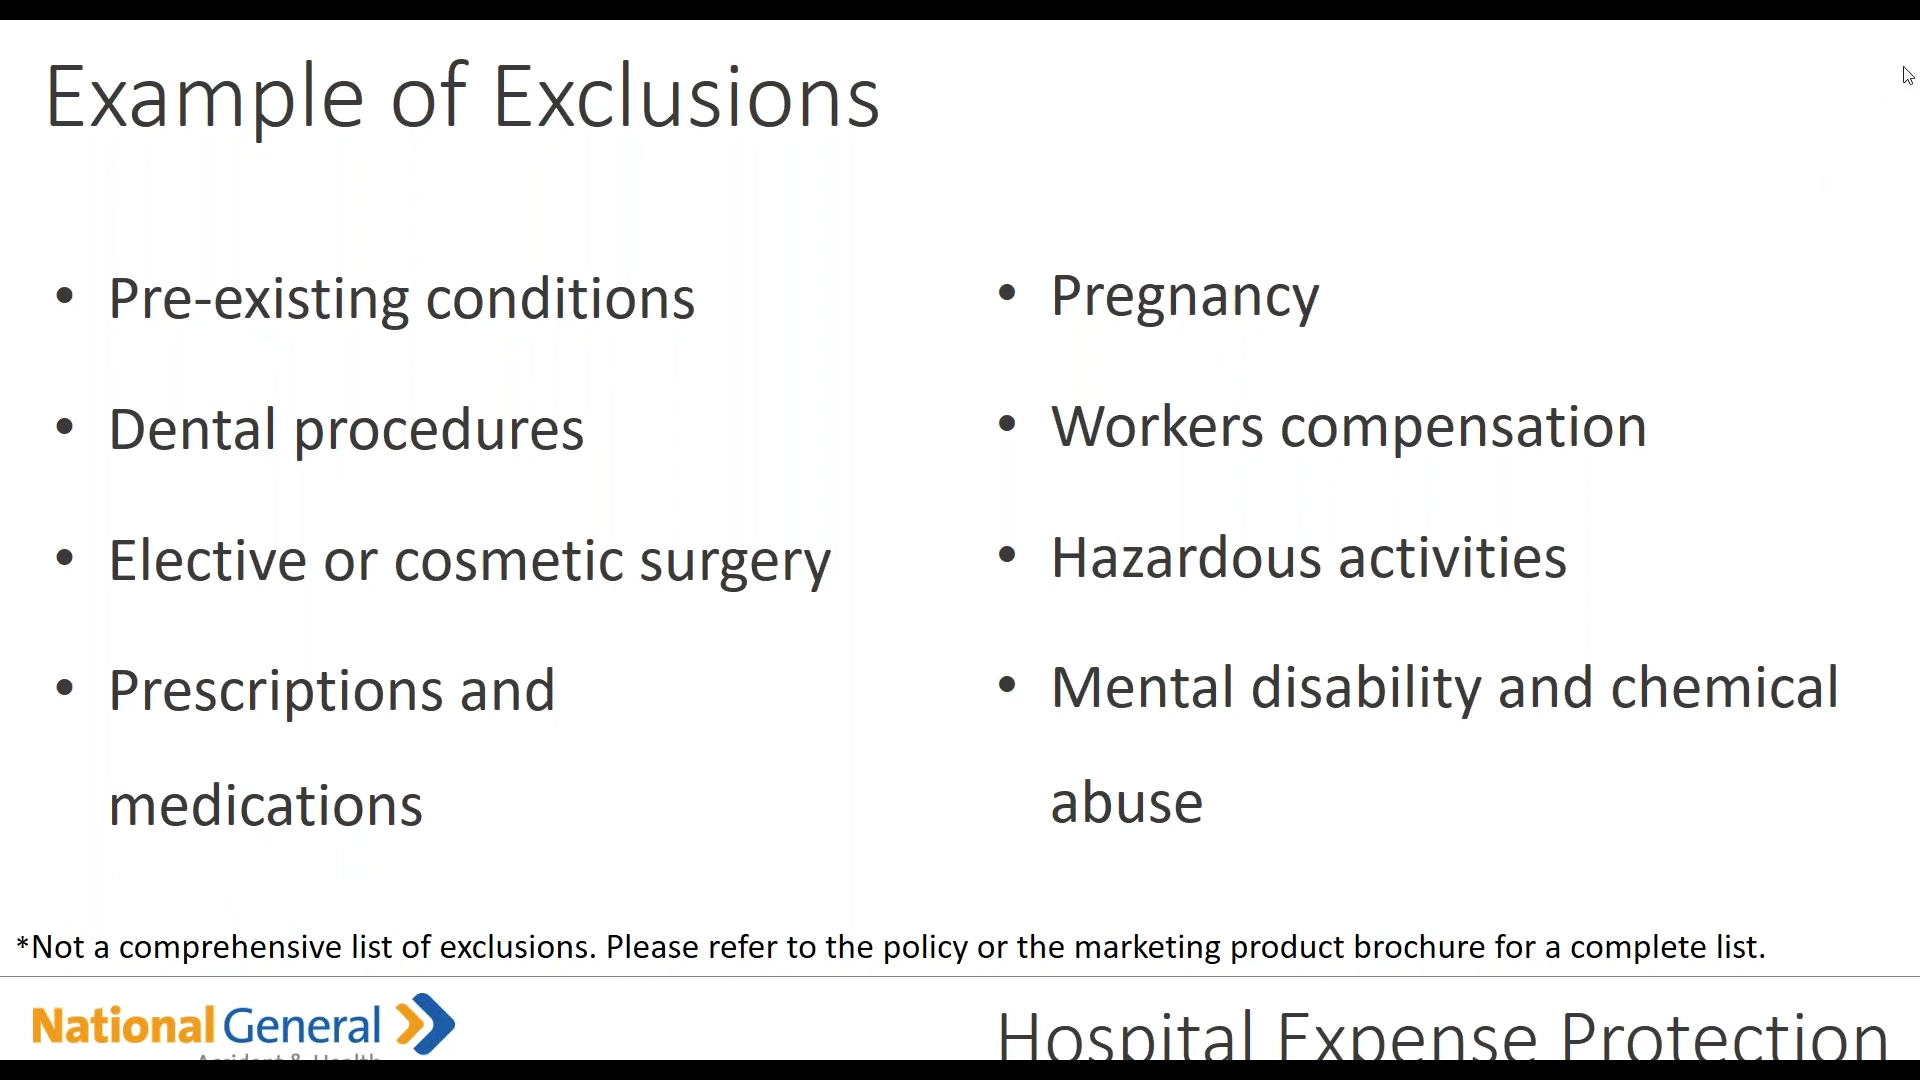 Example of Exclusions
• Pre-existing conditions
• Dental procedures
• Elective or cosmetic surgery
• Prescriptions and
medications
• Pregnancy
• Workers compensation
• Hazardous activities
• Mental disability and chemical
abuse
*Not a comprehensive list of exclusions. Please refer to the policy or the marketing product brochure for a complete list.
National General
Accident & Health
Hospital Expense Protection